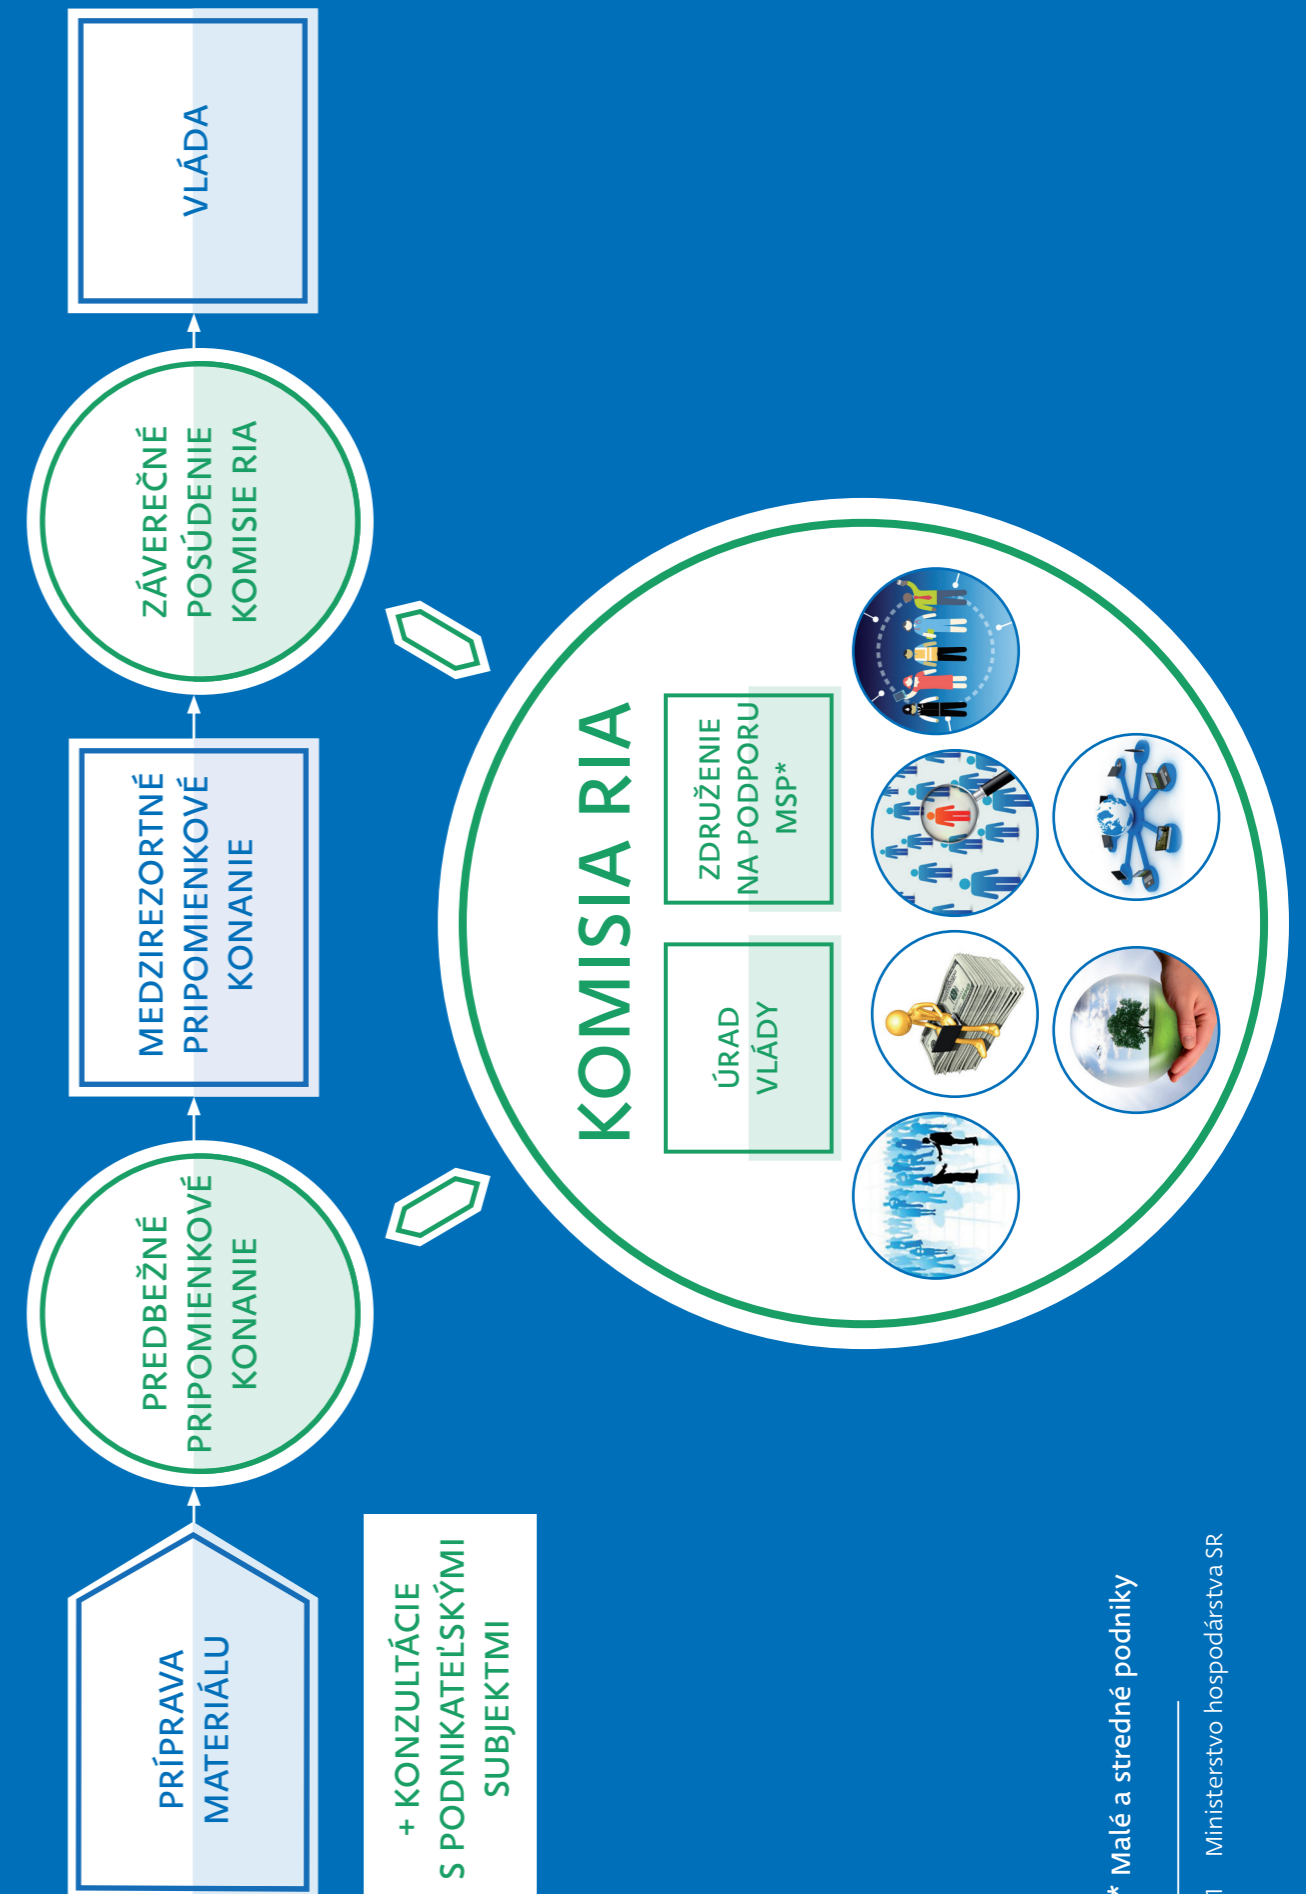 PRÍPRAVA
MATERIÁLU
+ KONZULTÁCIE
S PODNIKATEĽSKÝMI
SUBJEKTMI
PREDBEŽNÉ
PRIPOMIENKOVÉ
KONANIE
MEDZIREZORTNÉ
PRIPOMIENKOVÉ
KONANIE
ZÁVEREČNÉ
POSÚDENIE
KOMISIE RIA
VLÁDA
KOMISIA RIA
ÚRAD
VLÁDY
ZDRUŽENIE
NA PODPORU
MSP*
* Malé a stredné podniky
Ministerstvo hospodárstva SR